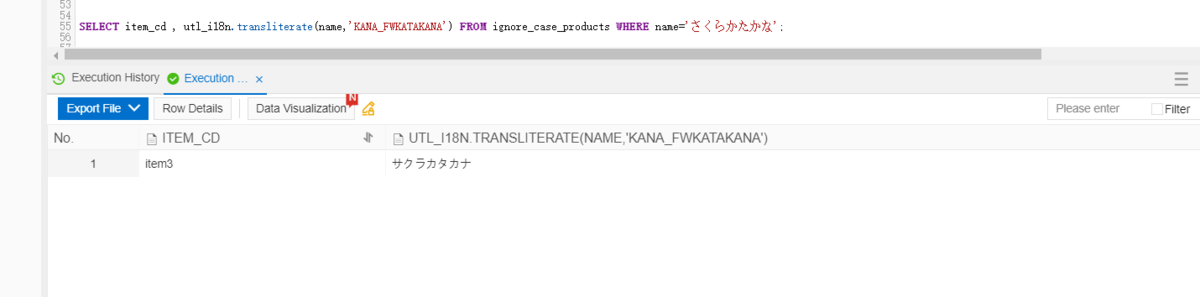 53
54
55 SELECT item_cd , utl_i18n.transliterate(name,'KANA_FWKATAKANA') FROM ignore_case_products WHERE name='さくらかたかな';
56
57
Execution History Execution ... ×
Export File Row Details Data Visualization N Please enter Filter
No. ITEM_CD UTL_I18N.TRANSLITERATE(NAME,'KANA_FWKATAKANA')
1 item3 サクラカタカナ